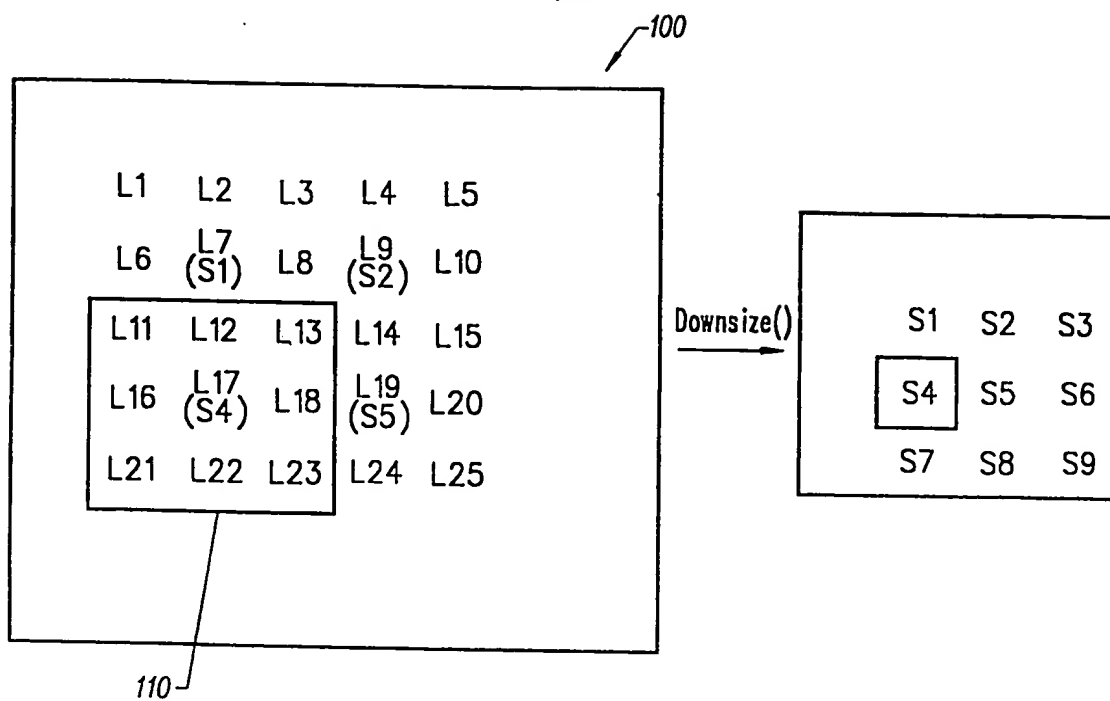 100
L1 L2 L3 L4 L5
L6 L7 L8 L9 L10
(S1) (S2)
L11 L12 L13 L14 L15
L16 L17 L18 L19 L20
(S4) (S5)
L21 L22 L23 L24 L25
110
Downsize()
S1 S2 S3
S4 S5 S6
S7 S8 S9